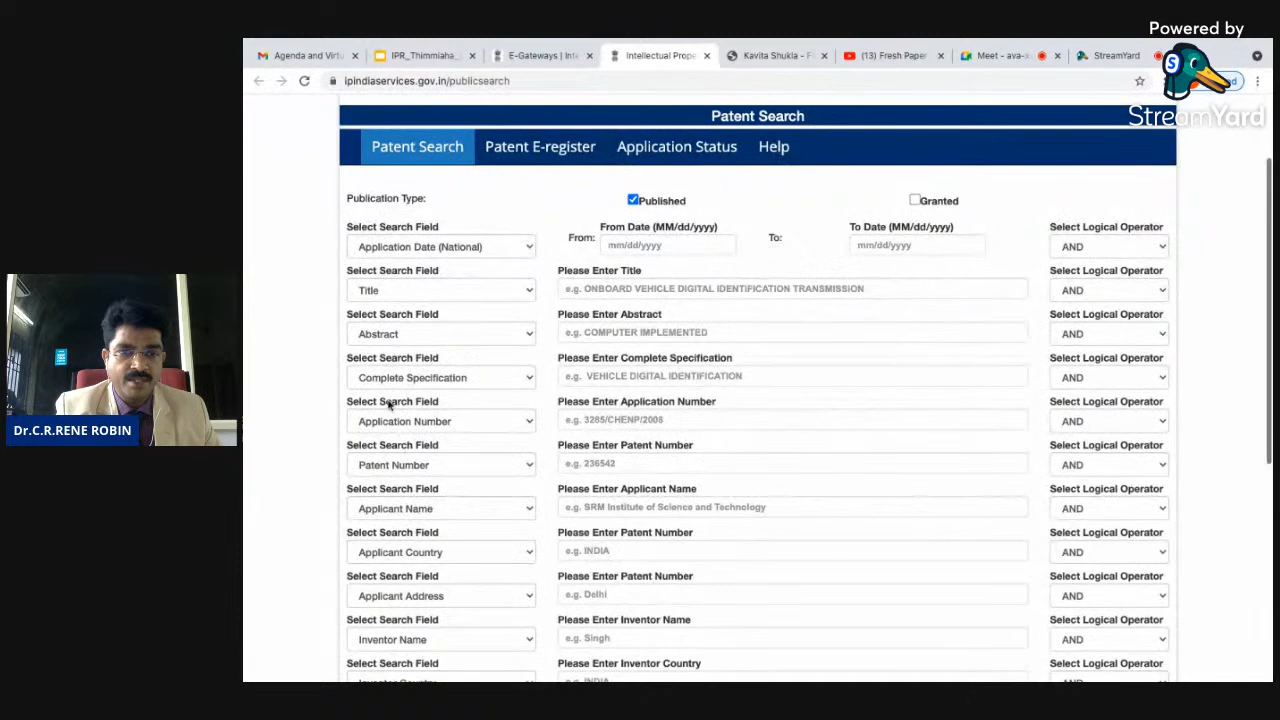 Powered by
StreamYard
Agenda and Virtu
IPR_Thimmiaha_
E-Gateways | Inte
Intellectual Prope
Kavita Shukla - F
(13) Fresh Paper
Meet - ava-x
StreamYard
ipindiaservices.gov.in/publicsearch
Patent Search
Patent Search Patent E-register Application Status Help
Publication Type: Published Granted
Select Search Field From Date (MM/dd/yyyy) To Date (MM/dd/yyyy) Select Logical Operator
Application Date (National) From: mm/dd/yyyy To: mm/dd/yyyy AND
Select Search Field Please Enter Title Select Logical Operator
Title e.g. ONBOARD VEHICLE DIGITAL IDENTIFICATION TRANSMISSION AND
Select Search Field Please Enter Abstract Select Logical Operator
Abstract e.g. COMPUTER IMPLEMENTED AND
Select Search Field Please Enter Complete Specification Select Logical Operator
Complete Specification e.g. VEHICLE DIGITAL IDENTIFICATION AND
Select Search Field Please Enter Application Number Select Logical Operator
Application Number e.g. 3285/CHENP/2008 AND
Select Search Field Please Enter Patent Number Select Logical Operator
Patent Number e.g. 236542 AND
Select Search Field Please Enter Applicant Name Select Logical Operator
Applicant Name e.g. SRM Institute of Science and Technology AND
Select Search Field Please Enter Patent Number Select Logical Operator
Applicant Country e.g. INDIA AND
Select Search Field Please Enter Patent Number Select Logical Operator
Applicant Address e.g. Delhi AND
Select Search Field Please Enter Inventor Name Select Logical Operator
Inventor Name e.g. Singh AND
Select Search Field Please Enter Inventor Country Select Logical Operator
Inventor Country e.g. INDIA AND
Dr.C.R.RENE ROBIN